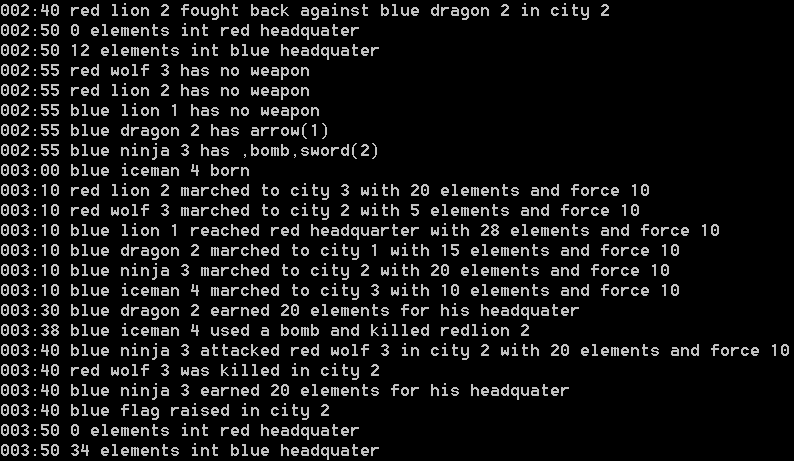 002:40 red lion 2 fought back against blue dragon 2 in city 2
002:50 0 elements int red headquater
002:50 12 elements int blue headquater
002:55 red wolf 3 has no weapon
002:55 red lion 2 has no weapon
002:55 blue lion 1 has no weapon
002:55 blue dragon 2 has arrow(1)
002:55 blue ninja 3 has ,bomb,sword(2)
003:00 blue iceman 4 born
003:10 red lion 2 marched to city 3 with 20 elements and force 10
003:10 red wolf 3 marched to city 2 with 5 elements and force 10
003:10 blue lion 1 reached red headquarter with 28 elements and force 10
003:10 blue dragon 2 marched to city 1 with 15 elements and force 10
003:10 blue ninja 3 marched to city 2 with 20 elements and force 10
003:10 blue iceman 4 marched to city 3 with 10 elements and force 10
003:30 blue dragon 2 earned 20 elements for his headquater
003:38 blue iceman 4 used a bomb and killed redlion 2
003:40 blue ninja 3 attacked red wolf 3 in city 2 with 20 elements and force 10
003:40 red wolf 3 was killed in city 2
003:40 blue ninja 3 earned 20 elements for his headquater
003:40 blue flag raised in city 2
003:50 0 elements int red headquater
003:50 34 elements int blue headquater